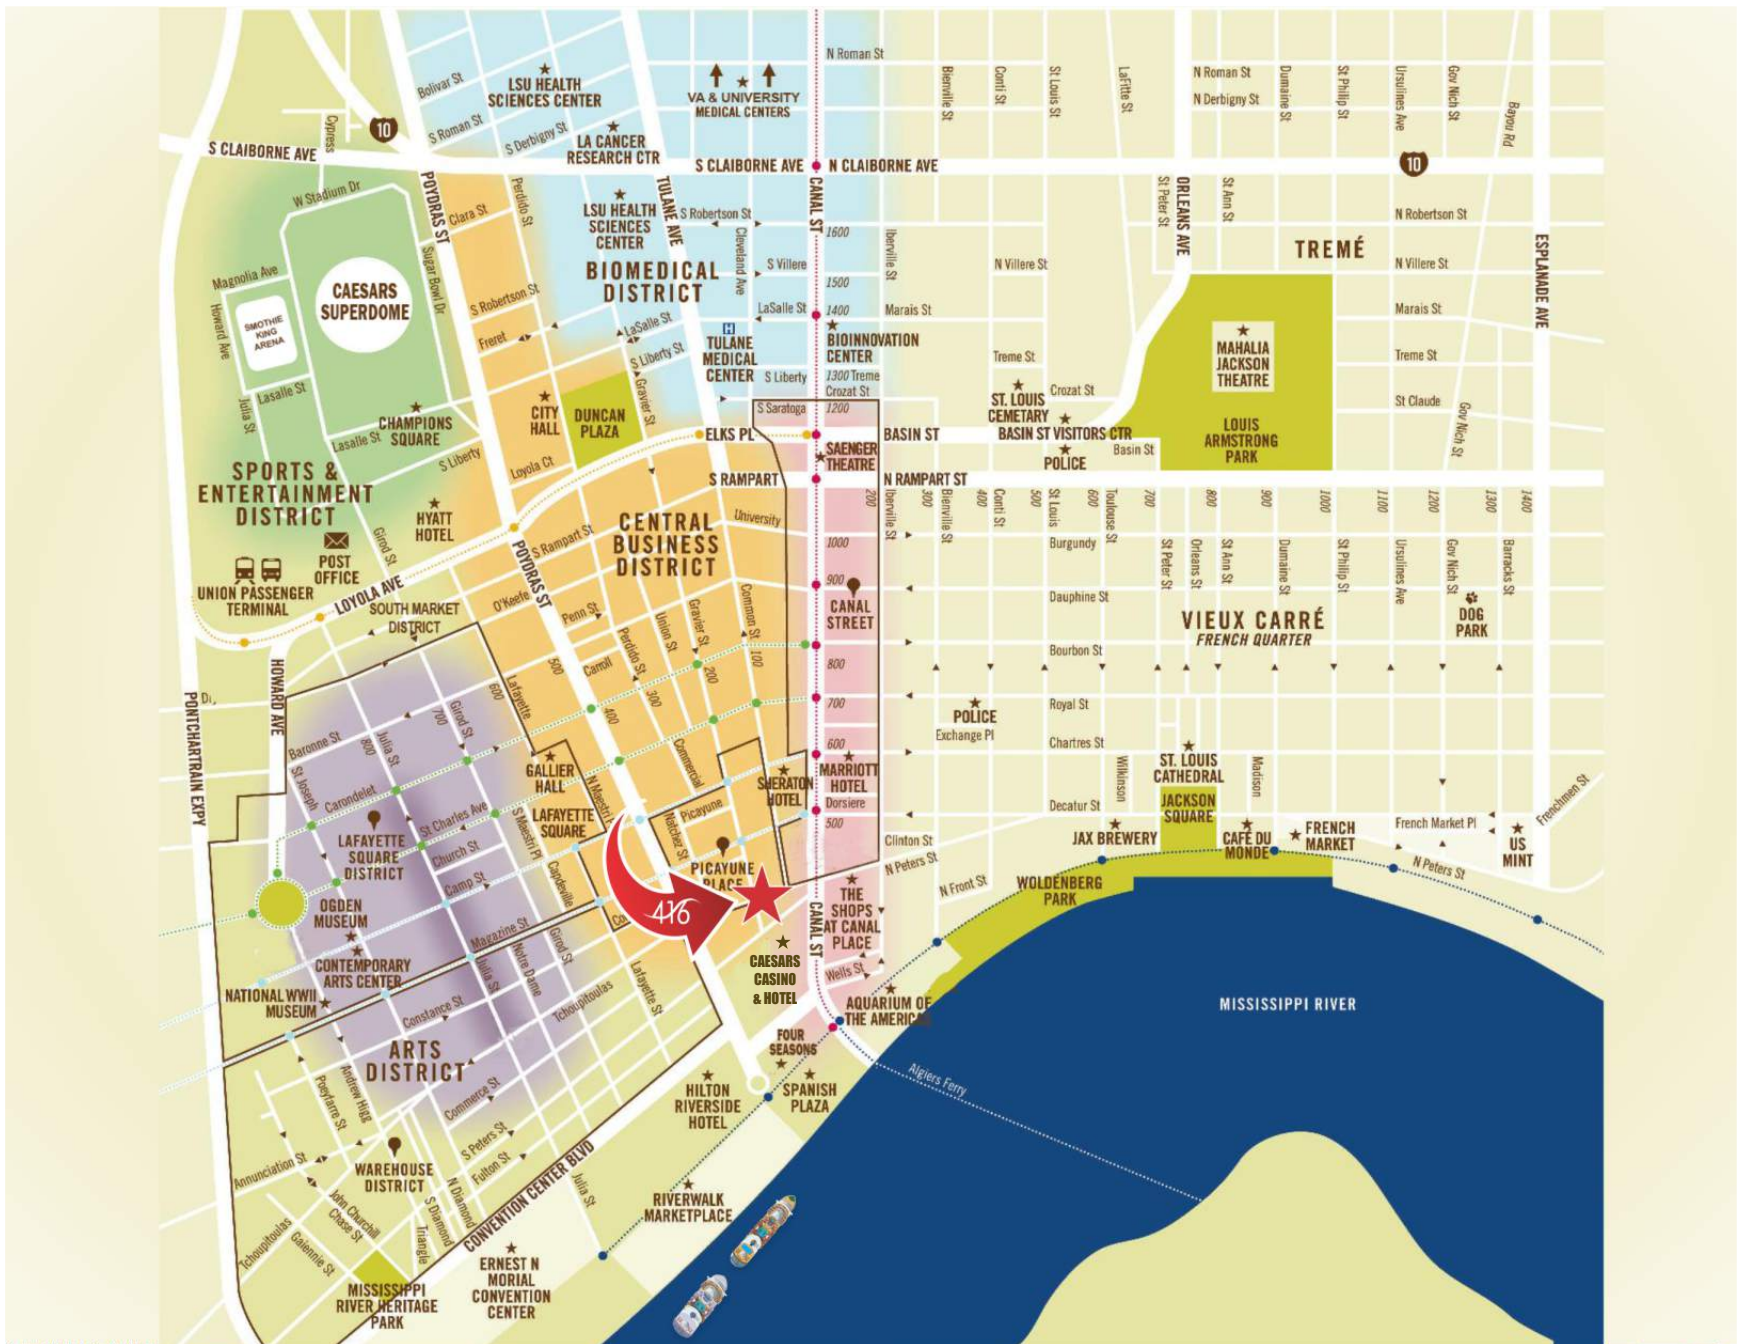 N Roman St
Bolivar St
LSU HEALTH
SCIENCES CENTER
VA & UNIVERSITY
MEDICAL CENTERS
Bienville St
Conti St
St Louis St
LaFitte St
N Roman St
N Derbigny St
Dumaine St
St Philip St
Ursulines Ave
Gov Nich St
Bayou Rd
Cypress
10
S Roman St
S Derbigny St
LA CANCER
RESEARCH CTR
S CLAIBORNE AVE
S CLAIBORNE AVE
N CLAIBORNE AVE
10
W Stadium Dr
POYDRAS ST
Clara St
Perdido St
TULANE AVE
CANAL ST
LSU HEALTH
SCIENCES
CENTER
S Robertson St
1600
St Peter St
ORLEANS AVE
St Ann St
N Robertson St
ESPLANADE AVE
TREMÉ
Cleveland Ave
Iberville St
Magnolia Ave
Howard Ave
Sugar Bowl Dr
CAESARS
SUPERDOME
SMOTHIE
KING
ARENA
BIOMEDICAL
DISTRICT
S Villere
1500
N Villere St
N Villere St
S Robertson St
Freret
LaSalle St
LaSalle St
1400
Marais St
Marais St
S Liberty St
TULANE
MEDICAL
CENTER
H
BIOINNOVATION
CENTER
Treme St
Treme St
MAHALIA
JACKSON
THEATRE
S Liberty
1300 Treme
Crozat St
Crozat St
Lasalle St
Julia St
CHAMPIONS
SQUARE
CITY
HALL
DUNCAN
PLAZA
Gravier St
S Saratoga
1200
ST. LOUIS
CEMETARY
BASIN ST VISITORS CTR
St Claude
Gov Nich St
Lasalle St
S Liberty
Loyola Ct
ELKS PL
BASIN ST
SAENGER
THEATRE
POLICE
Basin St
LOUIS
ARMSTRONG
PARK
SPORTS &
ENTERTAINMENT
DISTRICT
S RAMPART
N RAMPART ST
200
300
400
500
600
700
800
900
1000
1100
1200
1300
1400
Iberville St
Bienville St
Conti St
St Louis
Toulouse St
HYATT
HOTEL
POST
OFFICE
Girod St
UNION PASSENGER
TERMINAL
LOYOLA AVE
POYDRAS ST
S Rampart St
CENTRAL
BUSINESS
DISTRICT
University
1000
Burgundy
St Peter St
Orleans St
St Ann St
Dumaine St
St Philip St
Ursulines Ave
Gov Nich St
Barracks St
SOUTH MARKET
DISTRICT
O'Keefe
Penn St
Perdido St
Union St
Gravier St
Common St
900
CANAL
STREET
Dauphine St
VIEUX CARRÉ
FRENCH QUARTER
DOG
PARK
HOWARD AVE
PONTCHARTRAIN EXPY
Di
500
Carroll
300
200
100
800
Bourbon St
600
Lafayette
400
700
Girod St
700
Royal St
POLICE
Exchange Pl
Baronne St
800
Julia St
St Joseph
Carondelet
GALLIER
HALL
N Maestri
Commercial
SHERATON
HOTEL
600
MARRIOTT
HOTEL
Chartres St
ST. LOUIS
CATHEDRAL
Wilkinson
Madison
Frenchmen St
LAFAYETTE
SQUARE
DISTRICT
St Charles Ave
S Maestri Pl
LAFAYETTE
SQUARE
Picayune
Natchez St
Dorsiere
500
Decatur St
JACKSON
SQUARE
JAX BREWERY
CAFÉ DU
MONDE
FRENCH
MARKET
French Market Pl
US
MINT
Church St
Camp St
Capdeville
PICAYUNE
PLACE
Clinton St
N Peters St
N Peters St
N Front St
WOLDENBERG
PARK
416
THE
SHOPS
AT CANAL
PLACE
CANAL ST
OGDEN
MUSEUM
Magazine St
CONTEMPORARY
ARTS CENTER
NATIONAL WWII
MUSEUM
Julia St
Notre Dame
Girod St
Lafayette St
Tchoupitoulas
CAESARS
CASINO
& HOTEL
Wells St
AQUARIUM OF
THE AMERICA
MISSISSIPPI RIVER
Constance St
ARTS
DISTRICT
FOUR
SEASONS
SPANISH
PLAZA
HILTON
RIVERSIDE
HOTEL
Algiers Ferry
Poeyfarre St
Andrew Higg
Commerce St
S Peters St
Fulton St
Annunciation St
WAREHOUSE
DISTRICT
N Diamond
S Diamond
Triangle
CONVENTION CENTER BLVD
Julia St
John Churchill
Chase St
Tchoupitoulas
Gaiennie St
RIVERWALK
MARKETPLACE
ERNEST N
MORIAL
CONVENTION
CENTER
MISSISSIPPI
RIVER HERITAGE
PARK